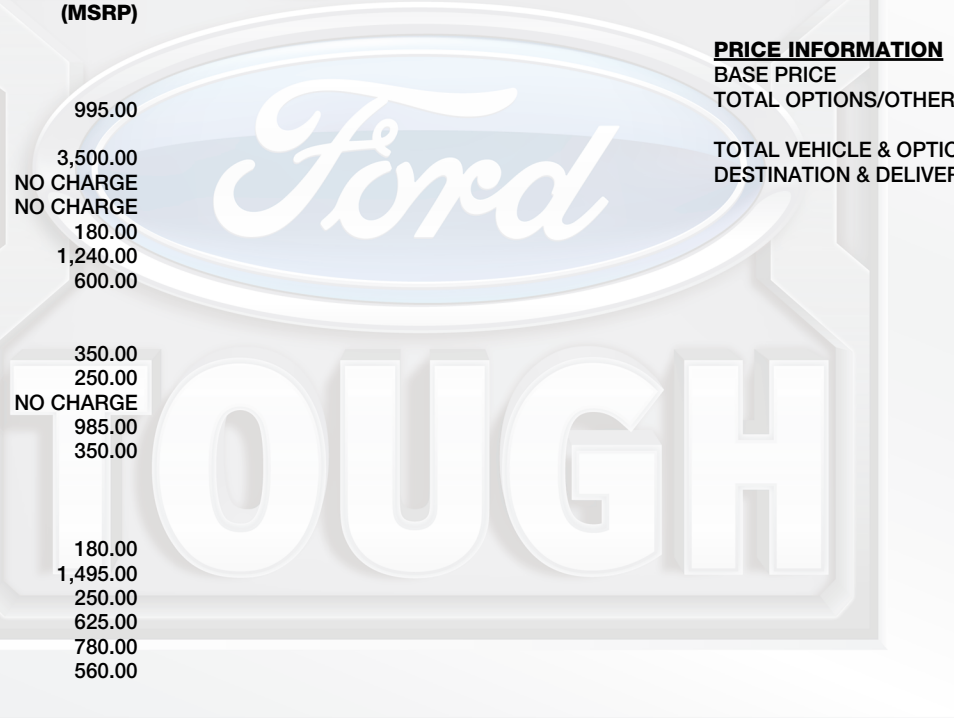 (MSRP)
995.00
3,500.00
NO CHARGE
NO CHARGE
180.00
1,240.00
600.00
350.00
250.00
NO CHARGE
985.00
350.00
180.00
1,495.00
250.00
625.00
780.00
560.00
PRICE INFORMATION
BASE PRICE
TOTAL OPTIONS/OTHER
TOTAL VEHICLE & OPTIO
DESTINATION & DELIVER
Ford
TOUGH